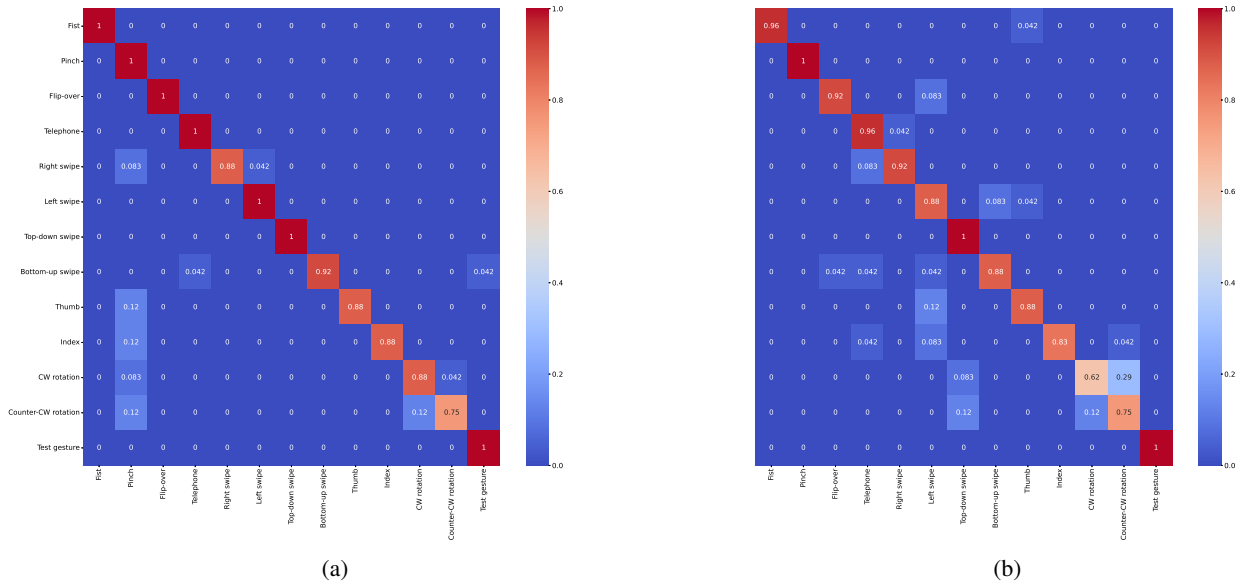 Fist 1 0 0 0 0 0 0 0 0 0 0 0 0
Pinch 0 1 0 0 0 0 0 0 0 0 0 0 0
Flip-over 0 0 1 0 0 0 0 0 0 0 0 0 0
Telephone 0 0 0 1 0 0 0 0 0 0 0 0 0
Right swipe 0 0.083 0 0 0.88 0.042 0 0 0 0 0 0 0
Left swipe 0 0 0 0 0 1 0 0 0 0 0 0 0
Top-down swipe 0 0 0 0 0 0 1 0 0 0 0 0 0
Bottom-up swipe 0 0 0 0.042 0 0 0 0.92 0 0 0 0 0.042
Thumb 0 0.12 0 0 0 0 0 0 0.88 0 0 0 0
Index 0 0.12 0 0 0 0 0 0 0 0.88 0 0 0
CW rotation 0 0.083 0 0 0 0 0 0 0 0 0.88 0.042 0
Counter-CW rotation 0 0.12 0 0 0 0 0 0 0 0 0.12 0.75 0
Test gesture 0 0 0 0 0 0 0 0 0 0 0 0 1
Fist
Pinch
Flip-over
Telephone
Right swipe
Left swipe
Top-down swipe
Bottom-up swipe
Thumb
Index
CW rotation
Counter-CW rotation
Test gesture
1.0
0.8
0.6
0.4
0.2
0.0
(a)
0.96 0 0 0 0 0 0 0 0.042 0 0 0 0
0 1 0 0 0 0 0 0 0 0 0 0 0
0 0 0.92 0 0 0.083 0 0 0 0 0 0 0
0 0 0 0.96 0.042 0 0 0 0 0 0 0 0
0 0 0 0.083 0.92 0 0 0 0 0 0 0 0
0 0 0 0 0 0.88 0 0.083 0.042 0 0 0 0
0 0 0 0 0 0 1 0 0 0 0 0 0
0 0 0.042 0.042 0 0.042 0 0.88 0 0 0 0 0
0 0 0 0 0 0.12 0 0 0.88 0 0 0 0
0 0 0 0.042 0 0.083 0 0 0 0.83 0 0.042 0
0 0 0 0 0 0 0.083 0 0 0 0.62 0.29 0
0 0 0 0 0 0 0.12 0 0 0 0.12 0.75 0
0 0 0 0 0 0 0 0 0 0 0 0 1
Fist
Pinch
Flip-over
Telephone
Right swipe
Left swipe
Top-down swipe
Bottom-up swipe
Thumb
Index
CW rotation
Counter-CW rotation
Test gesture
1.0
0.8
0.6
0.4
0.2
0.0
(b)